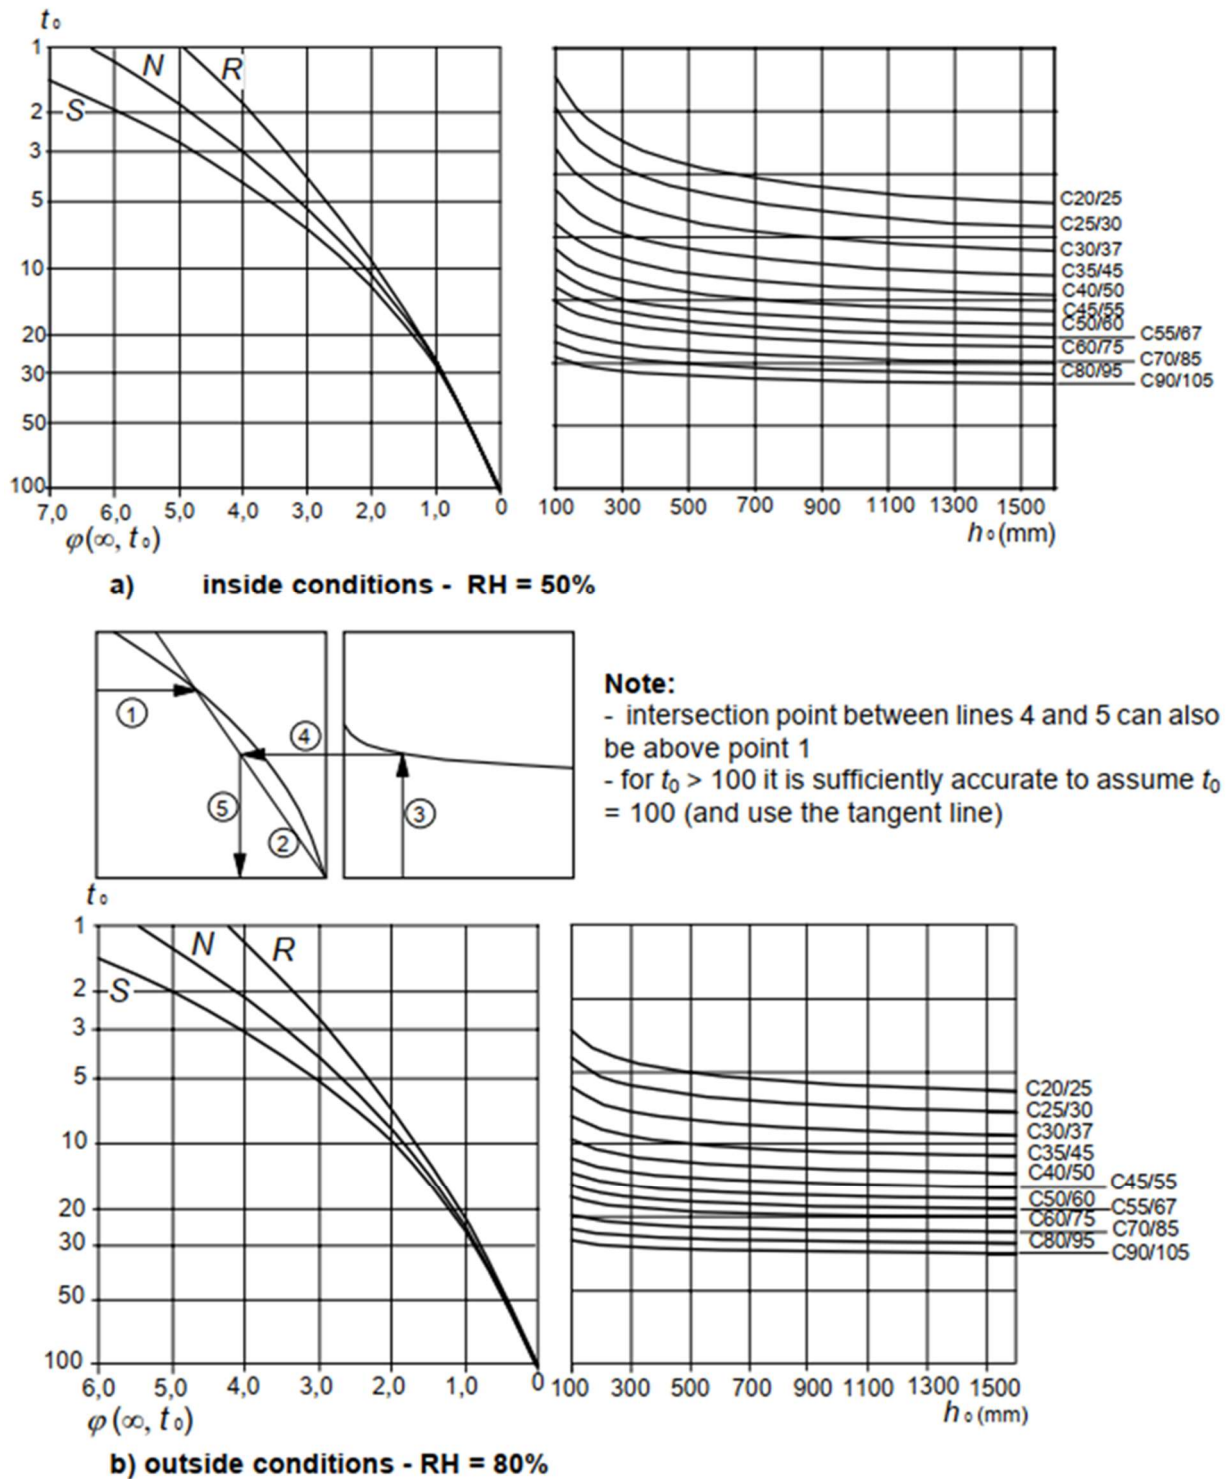 t₀
1
2
3
5
10
20
30
50
100
S
N
R
7,0 6,0 5,0 4,0 3,0 2,0 1,0 0
φ(∞, t₀)
C20/25
C25/30
C30/37
C35/45
C40/50
C45/55
C50/60
C55/67
C60/75
C70/85
C80/95
C90/105
100 300 500 700 900 1100 1300 1500
h₀(mm)
a) inside conditions - RH = 50%
1
4
5
2
3
Note:
- intersection point between lines 4 and 5 can also
be above point 1
- for t₀ > 100 it is sufficiently accurate to assume t₀
= 100 (and use the tangent line)
t₀
1
2
3
5
10
20
30
50
100
S
N
R
6,0 5,0 4,0 3,0 2,0 1,0 0
φ(∞, t₀)
C20/25
C25/30
C30/37
C35/45
C40/50
C45/55
C50/60
C55/67
C60/75
C70/85
C80/95
C90/105
100 300 500 700 900 1100 1300 1500
h₀(mm)
b) outside conditions - RH = 80%